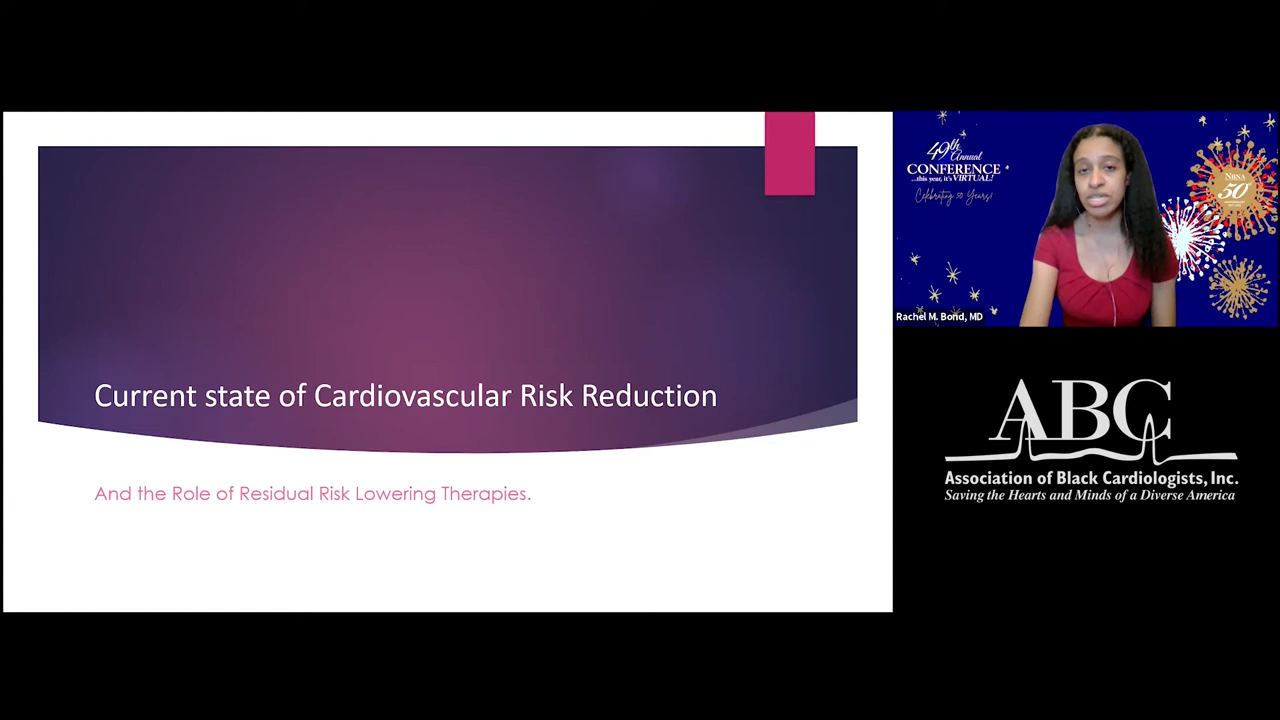 Current state of Cardiovascular Risk Reduction
And the Role of Residual Risk Lowering Therapies.
49th Annual
CONFERENCE
...this year, it's VIRTUAL!
Celebrating 50 Years!
NBNA
50
Rachel M. Bond, MD
ABC
Association of Black Cardiologists, Inc.
Saving the Hearts and Minds of a Diverse America